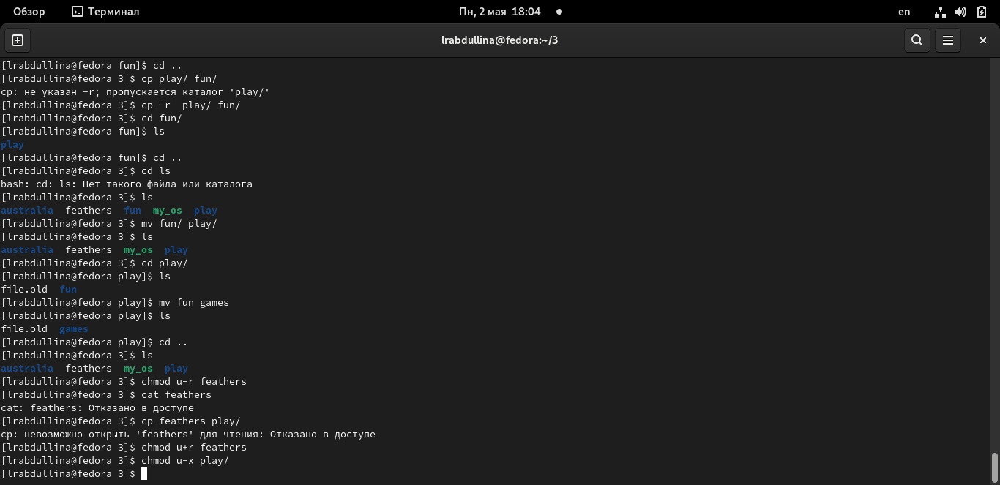 Обзор Терминал Пн, 2 мая 18:04 en
lrabdullina@fedora:~/3
[lrabdullina@fedora fun]$ cd ..
[lrabdullina@fedora 3]$ cp play/ fun/
cp: не указан -r; пропускается каталог 'play/'
[lrabdullina@fedora 3]$ cp -r  play/ fun/
[lrabdullina@fedora 3]$ cd fun/
[lrabdullina@fedora fun]$ ls
play
[lrabdullina@fedora fun]$ cd ..
[lrabdullina@fedora 3]$ cd ls
bash: cd: ls: Нет такого файла или каталога
[lrabdullina@fedora 3]$ ls
australia  feathers  fun  my_os  play
[lrabdullina@fedora 3]$ mv fun/ play/
[lrabdullina@fedora 3]$ ls
australia  feathers  my_os  play
[lrabdullina@fedora 3]$ cd play/
[lrabdullina@fedora play]$ ls
file.old  fun
[lrabdullina@fedora play]$ mv fun games
[lrabdullina@fedora play]$ ls
file.old  games
[lrabdullina@fedora play]$ cd ..
[lrabdullina@fedora 3]$ ls
australia  feathers  my_os  play
[lrabdullina@fedora 3]$ chmod u-r feathers
[lrabdullina@fedora 3]$ cat feathers
cat: feathers: Отказано в доступе
[lrabdullina@fedora 3]$ cp feathers play/
cp: невозможно открыть 'feathers' для чтения: Отказано в доступе
[lrabdullina@fedora 3]$ chmod u+r feathers
[lrabdullina@fedora 3]$ chmod u-x play/
[lrabdullina@fedora 3]$